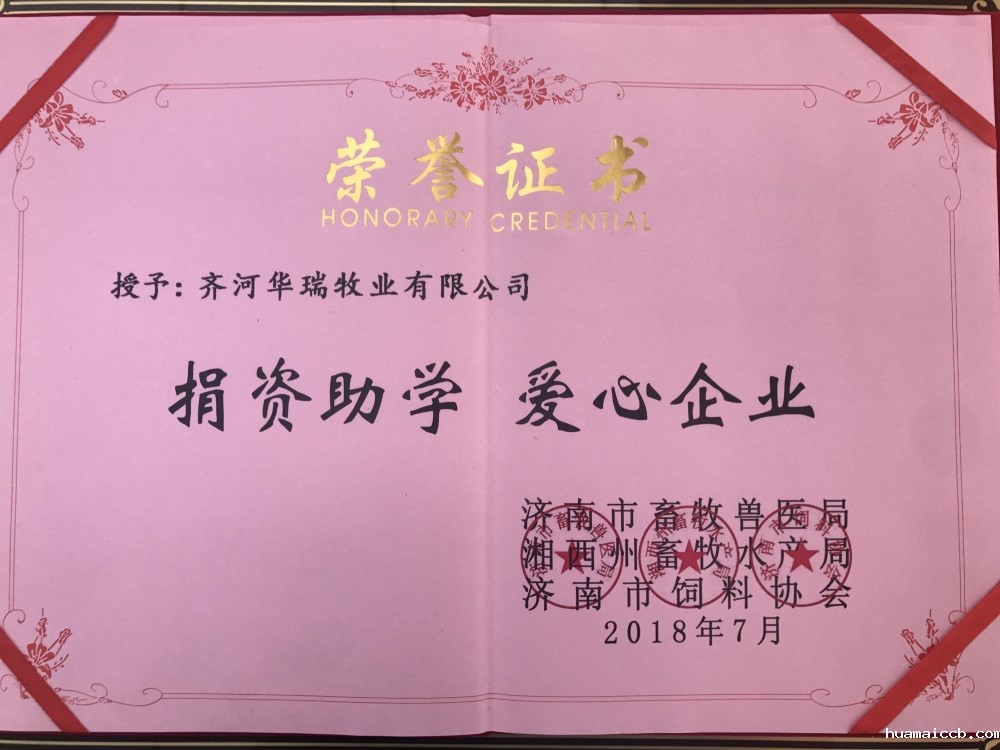 荣誉证书
HONORARY CREDENTIAL
授予:齐河华瑞牧业有限公司
捐资助学 爱心企业
济南市畜牧兽医局
湘西州畜牧水产局
济南市饲料协会
2018年7月
huamaiccb.com